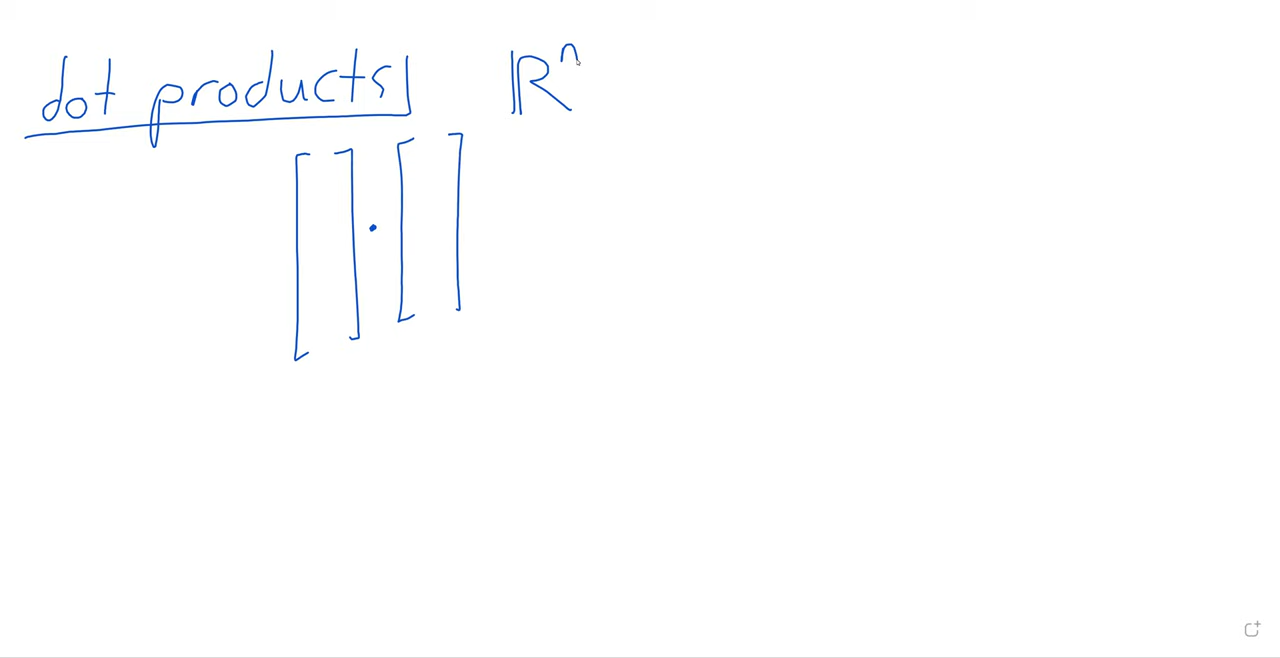 dot products ℝⁿ
[ ] · [ ]